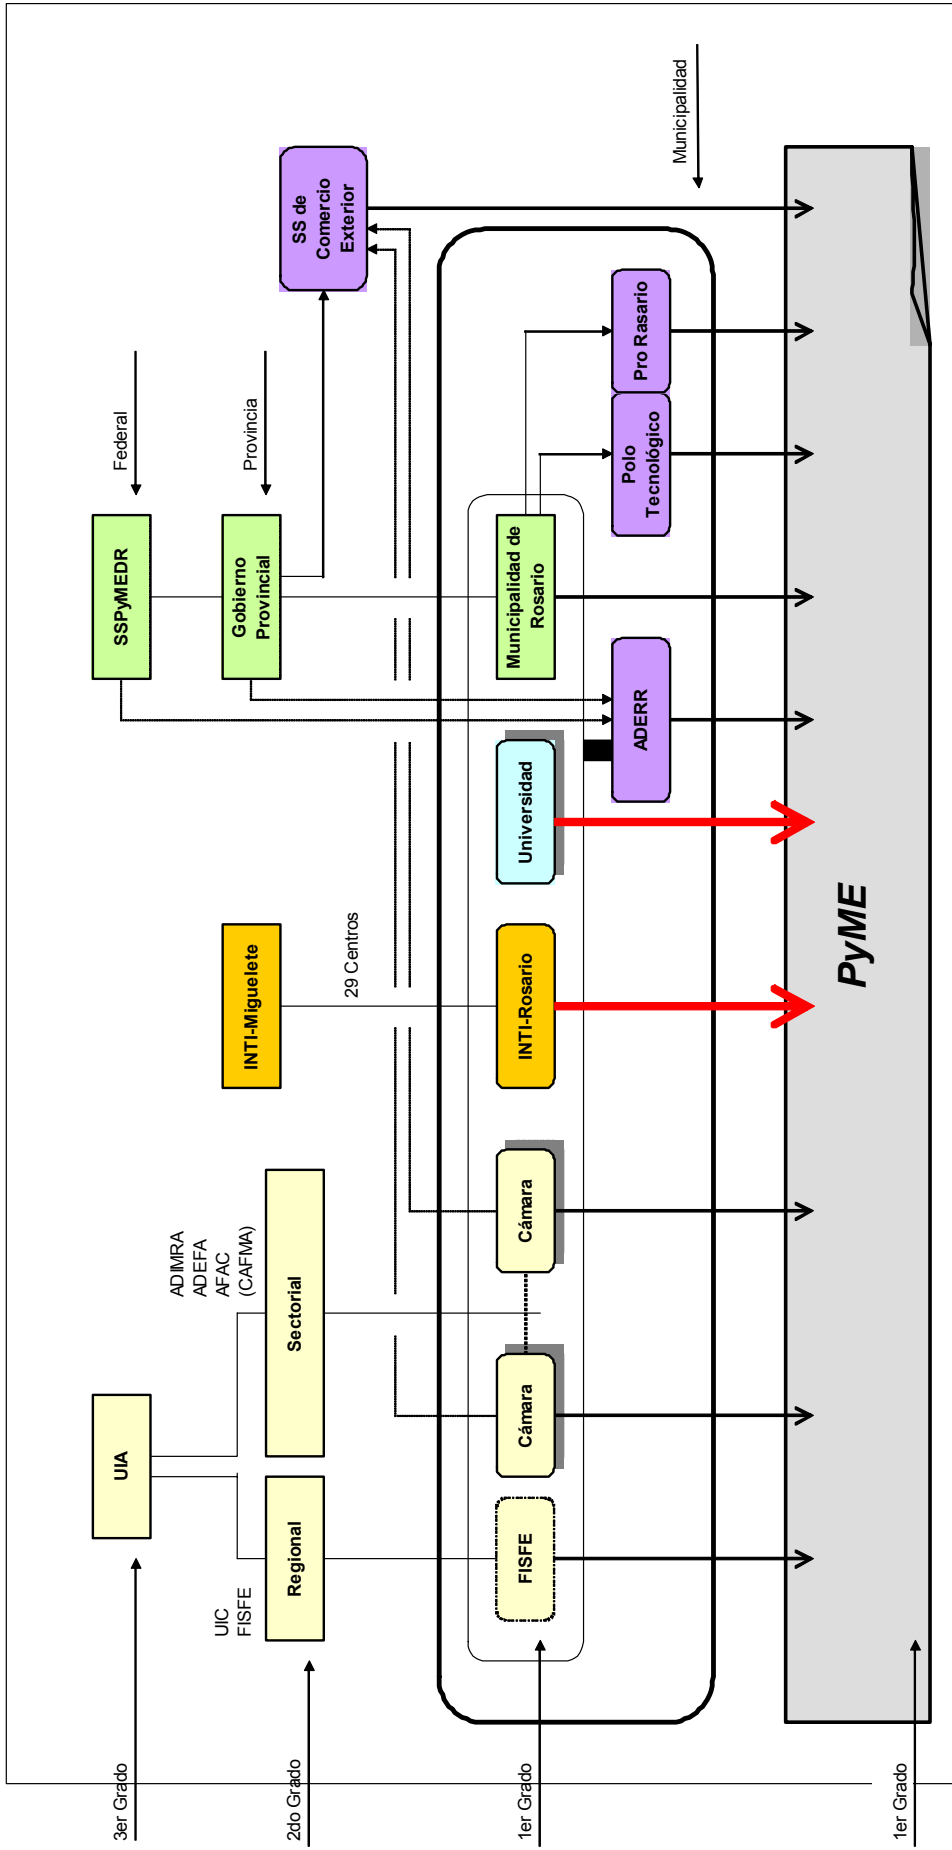 3er Grado
UIA
SSPyMEDR
Federal
UIC
FISFE
ADIMRA
ADEFA
AFAC
(CAFMA)
INTI-Miguelete
Gobierno
Provincial
Provincia
2do Grado
Regional
Sectorial
29 Centros
SS de
Comercio
Exterior
1er Grado
FISFE
Cámara
Cámara
INTI-Rosario
Universidad
Municipalidad de
Rosario
ADERR
Polo
Tecnológico
Pro Rasario
Municipalidad
PyME
1er Grado